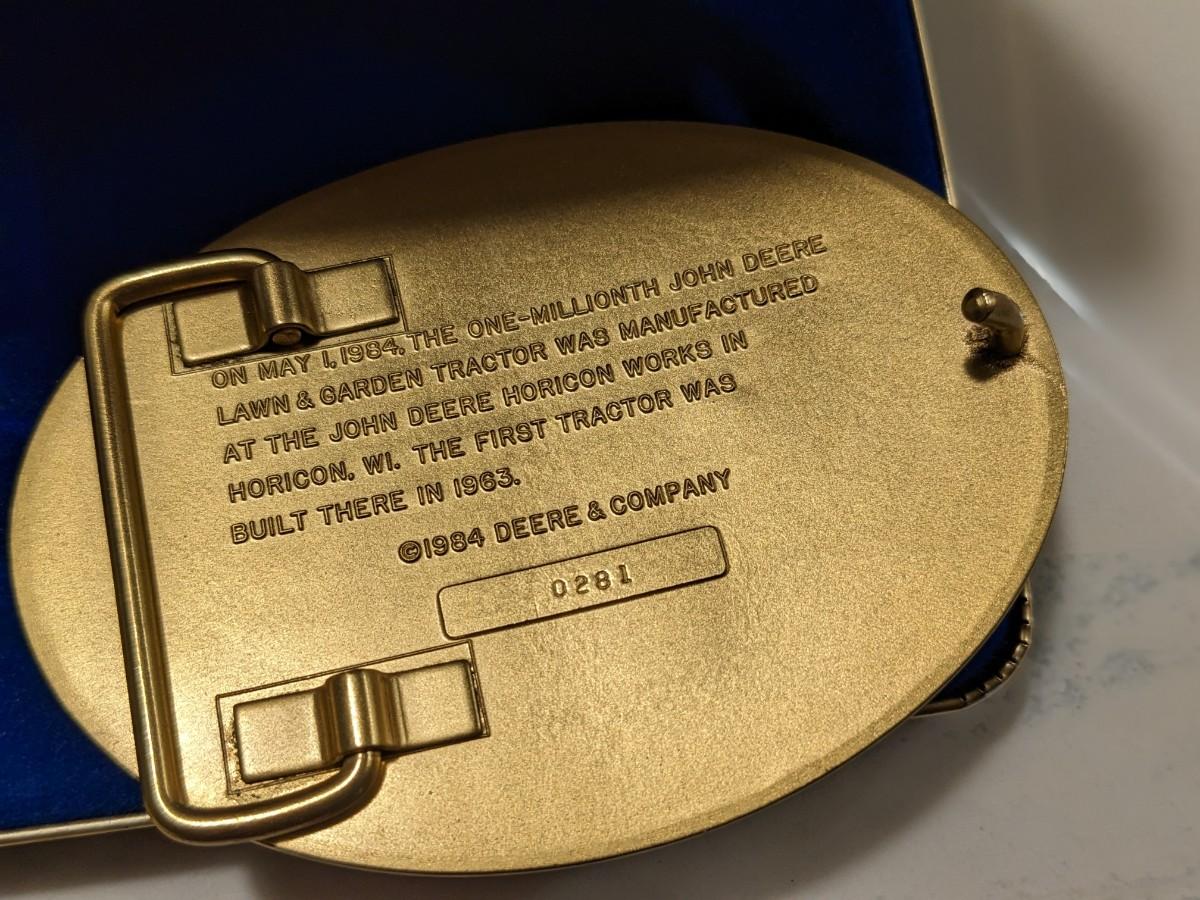 ON MAY 1, 1984, THE ONE-MILLIONTH JOHN DEERE
LAWN & GARDEN TRACTOR WAS MANUFACTURED
AT THE JOHN DEERE HORICON WORKS IN
HORICON, WI. THE FIRST TRACTOR WAS
BUILT THERE IN 1963.
©1984 DEERE & COMPANY
0281